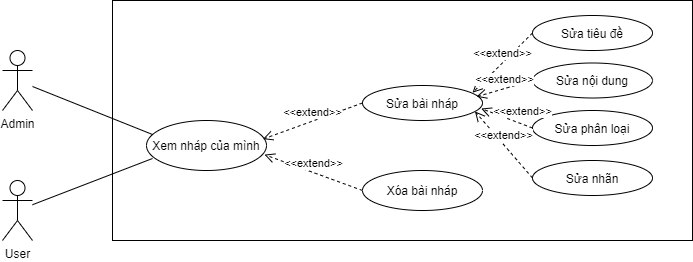 Sửa tiêu đề
<<extend>>
Sửa nội dung
<<extend>>
Sửa bài nháp
<<extend>>
<<extend>>
Admin
Sửa phân loại
<<extend>>
Xem nháp của mình
<<extend>>
Sửa nhãn
Xóa bài nháp
User